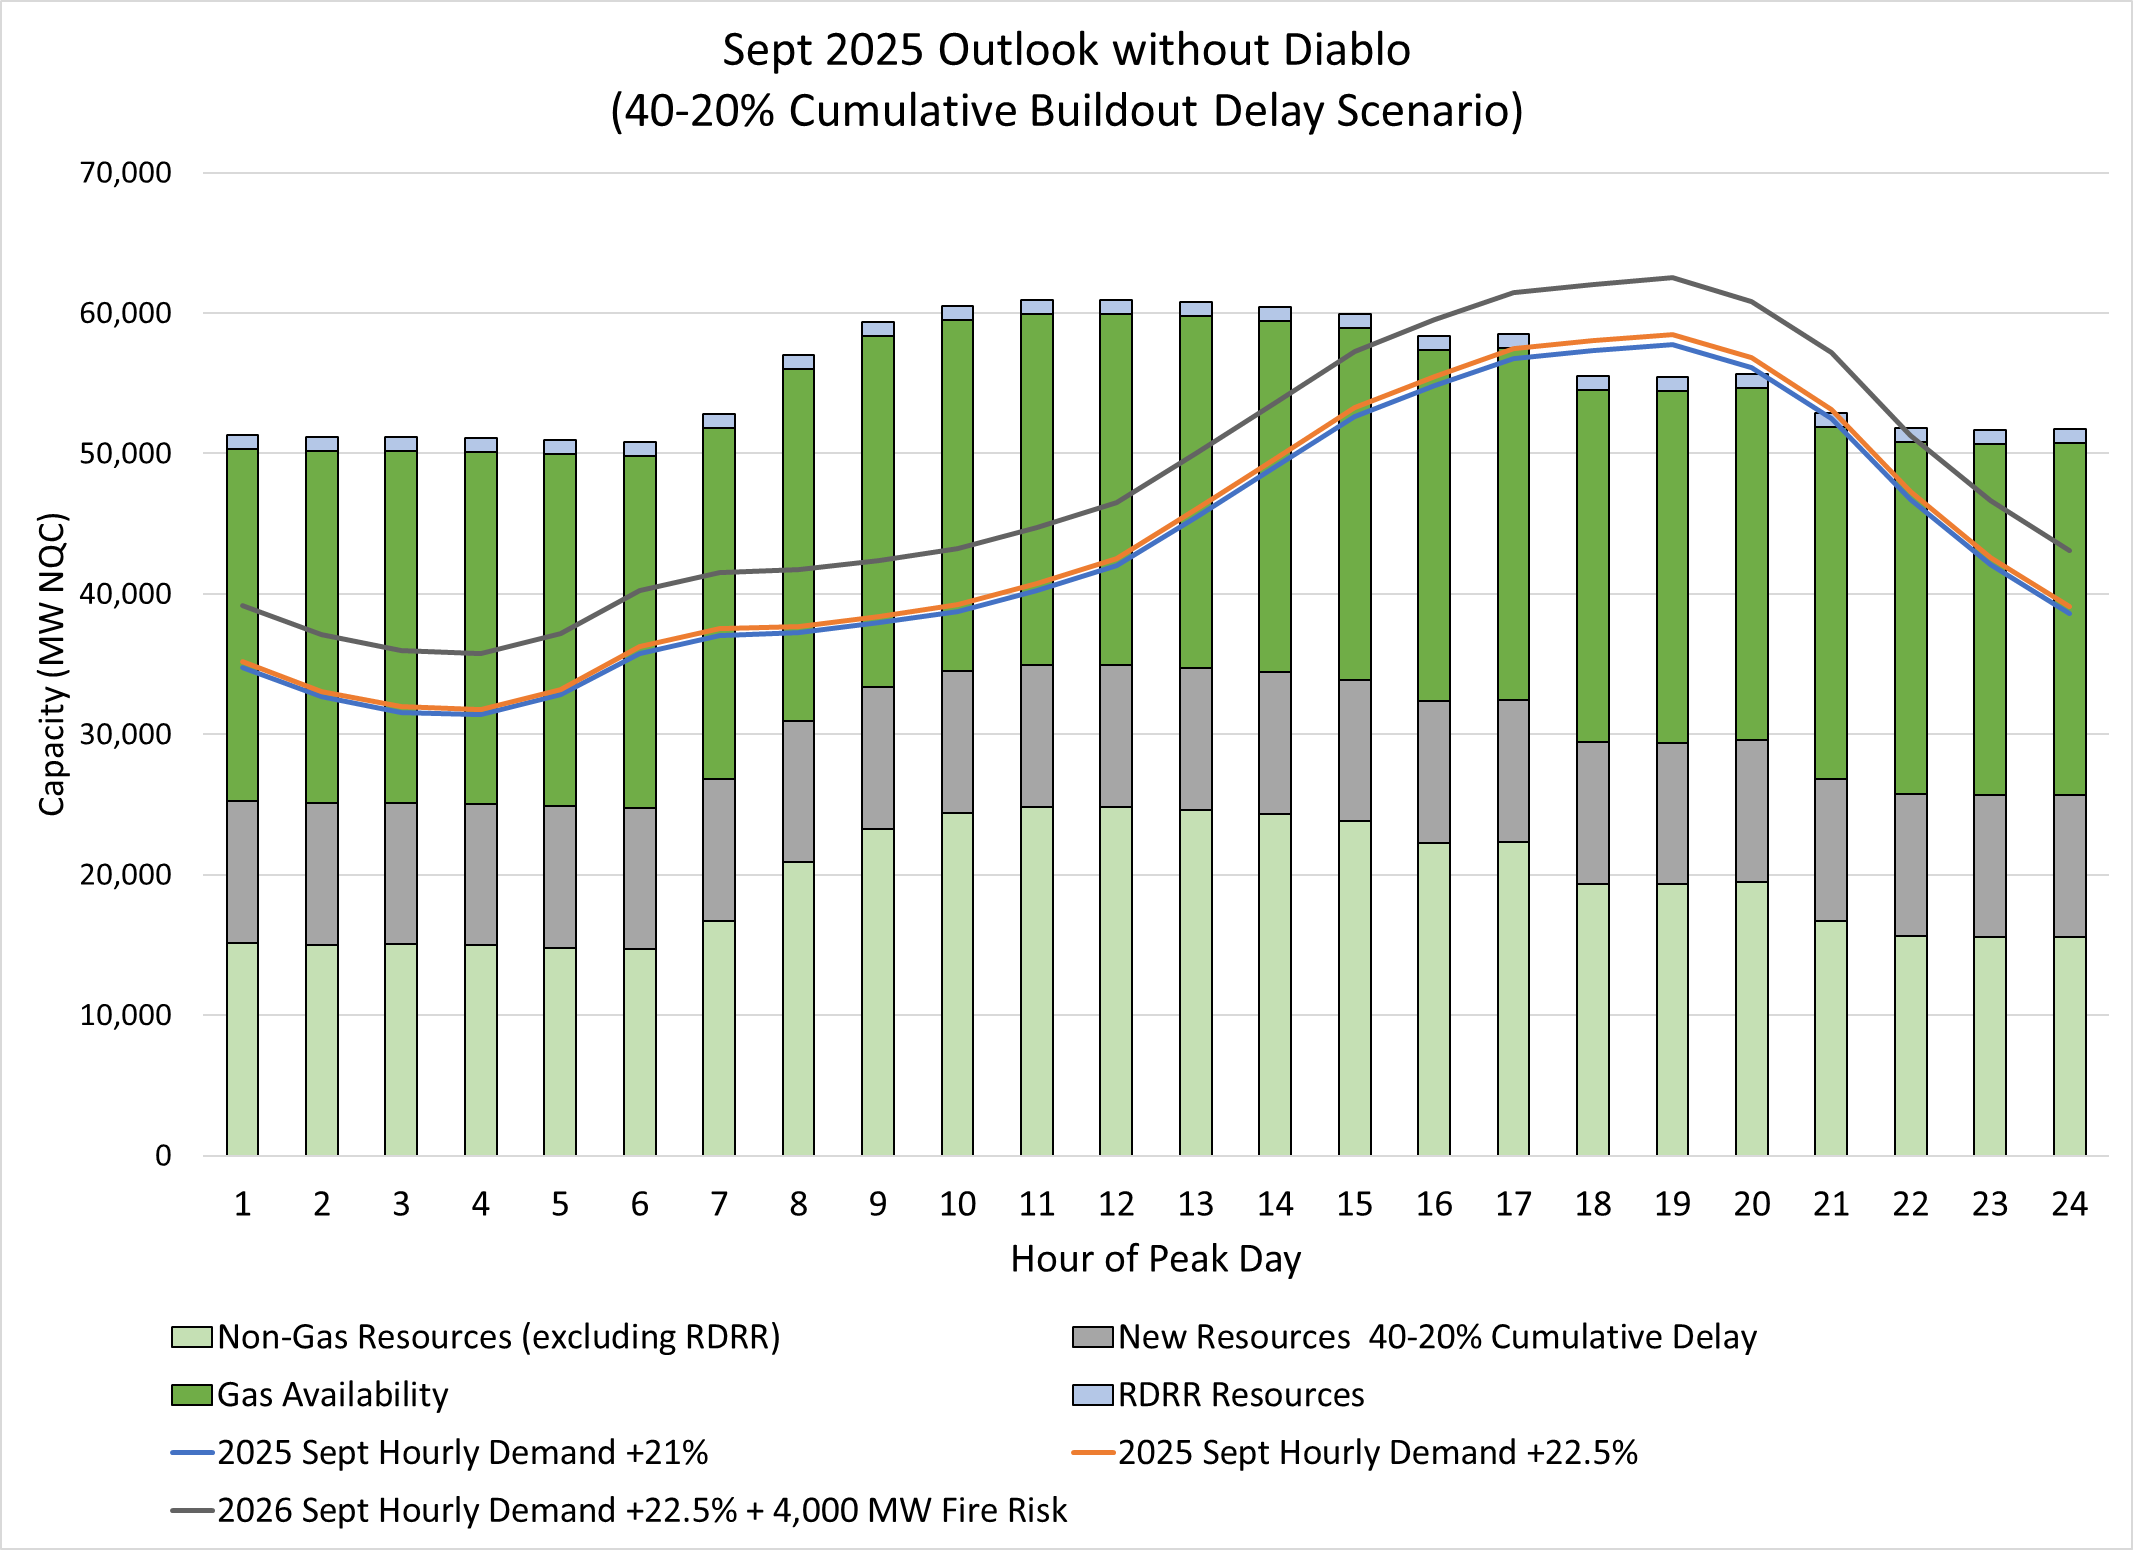 Sept 2025 Outlook without Diablo
(40-20% Cumulative Buildout Delay Scenario)
70,000
60,000
50,000
40,000
30,000
20,000
10,000
0
Capacity (MW NQC)
1 2 3 4 5 6 7 8 9 10 11 12 13 14 15 16 17 18 19 20 21 22 23 24
Hour of Peak Day
Non-Gas Resources (excluding RDRR)
New Resources  40-20% Cumulative Delay
Gas Availability
RDRR Resources
2025 Sept Hourly Demand +21%
2025 Sept Hourly Demand +22.5%
2026 Sept Hourly Demand +22.5% + 4,000 MW Fire Risk